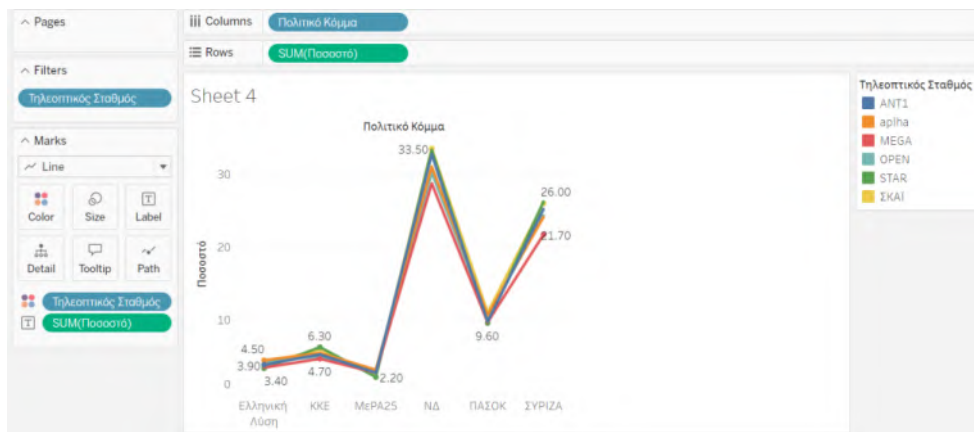 Pages
Columns
Πολιτικό Κόμμα
Rows
SUM(Ποσοστό)
Filters
Τηλεοπτικός Σταθμός
Marks
Line
Color
Size
Label
Detail
Tooltip
Path
Τηλεοπτικός Σταθμός
SUM(Ποσοστό)
Sheet 4
Πολιτικό Κόμμα
Ποσοστό
30
20
10
0
33.50
26.00
21.70
9.60
6.30
4.50
3.90
3.40
4.70
2.20
Ελληνική
Λύση
ΚΚΕ
ΜεΡΑ25
ΝΔ
ΠΑΣΟΚ
ΣΥΡΙΖΑ
Τηλεοπτικός Σταθμός
ΑΝΤ1
aplha
MEGA
OPEN
STAR
ΣΚΑΪ